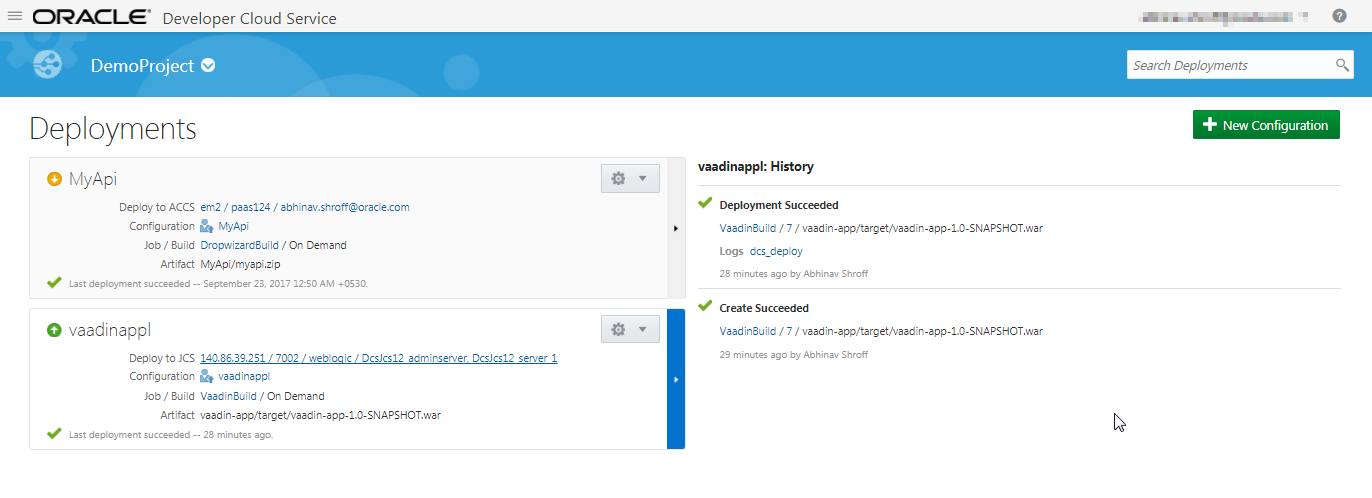 ORACLE® Developer Cloud Service
DemoProject
Search Deployments
Deployments
New Configuration
MyApi
Deploy to ACCS em2 / paas124 / abhinav.shroff@oracle.com
Configuration MyApi
Job / Build DropwizardBuild / On Demand
Artifact MyApi/myapi.zip
Last deployment succeeded -- September 23, 2017 12:50 AM +0530.
vaadinappl
Deploy to JCS 140.86.39.251 / 7002 / weblogic / DcsJcs12_adminserver, DcsJcs12_server_1
Configuration vaadinappl
Job / Build VaadinBuild / On Demand
Artifact vaadin-app/target/vaadin-app-1.0-SNAPSHOT.war
Last deployment succeeded -- 28 minutes ago.
vaadinappl: History
Deployment Succeeded
VaadinBuild / 7 / vaadin-app/target/vaadin-app-1.0-SNAPSHOT.war
Logs dcs_deploy
28 minutes ago by Abhinav Shroff
Create Succeeded
VaadinBuild / 7 / vaadin-app/target/vaadin-app-1.0-SNAPSHOT.war
29 minutes ago by Abhinav Shroff